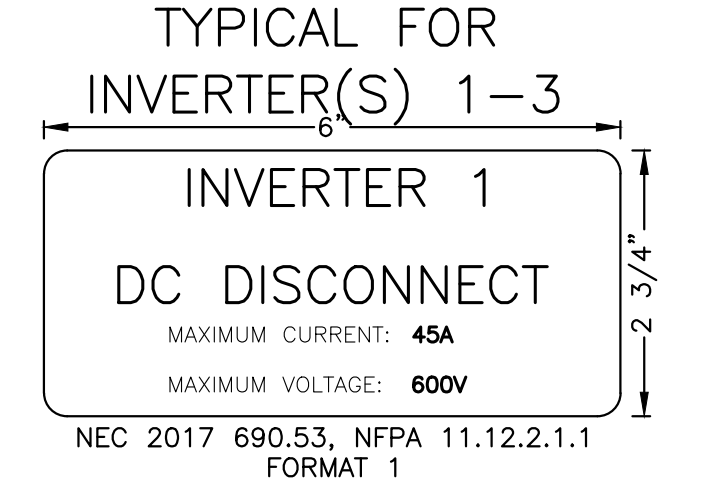 TYPICAL FOR
INVERTER(S) 1-3
6"
INVERTER 1
DC DISCONNECT
MAXIMUM CURRENT: 45A
MAXIMUM VOLTAGE: 600V
2 3/4"
NEC 2017 690.53, NFPA 11.12.2.1.1
FORMAT 1